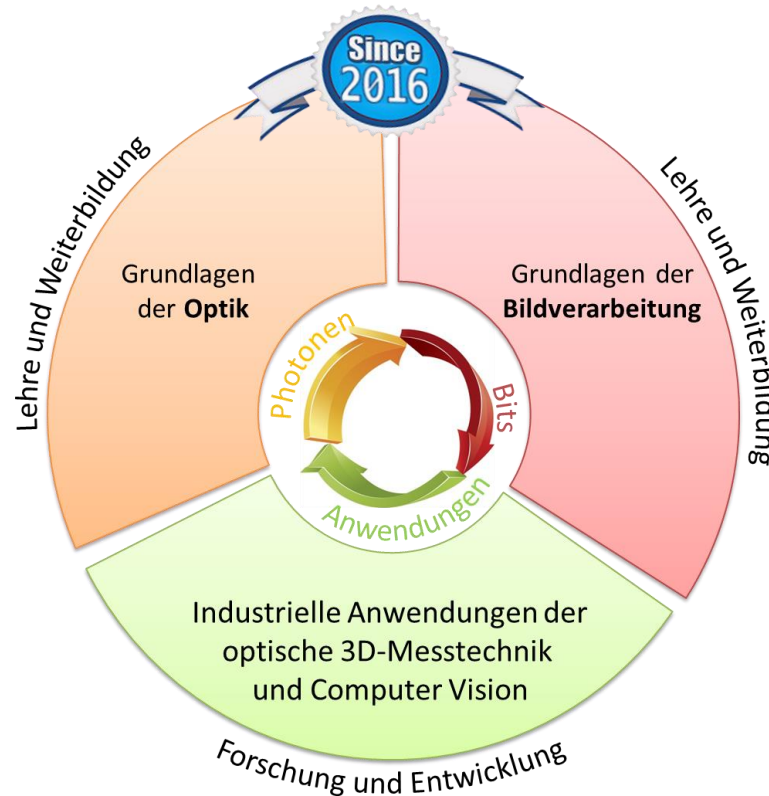 Since
2016
Lehre und Weiterbildung
Grundlagen
der Optik
Lehre und Weiterbildung
Grundlagen der
Bildverarbeitung
Photonen
Bits
Anwendungen
Industrielle Anwendungen der
optische 3D-Messtechnik
und Computer Vision
Forschung und Entwicklung